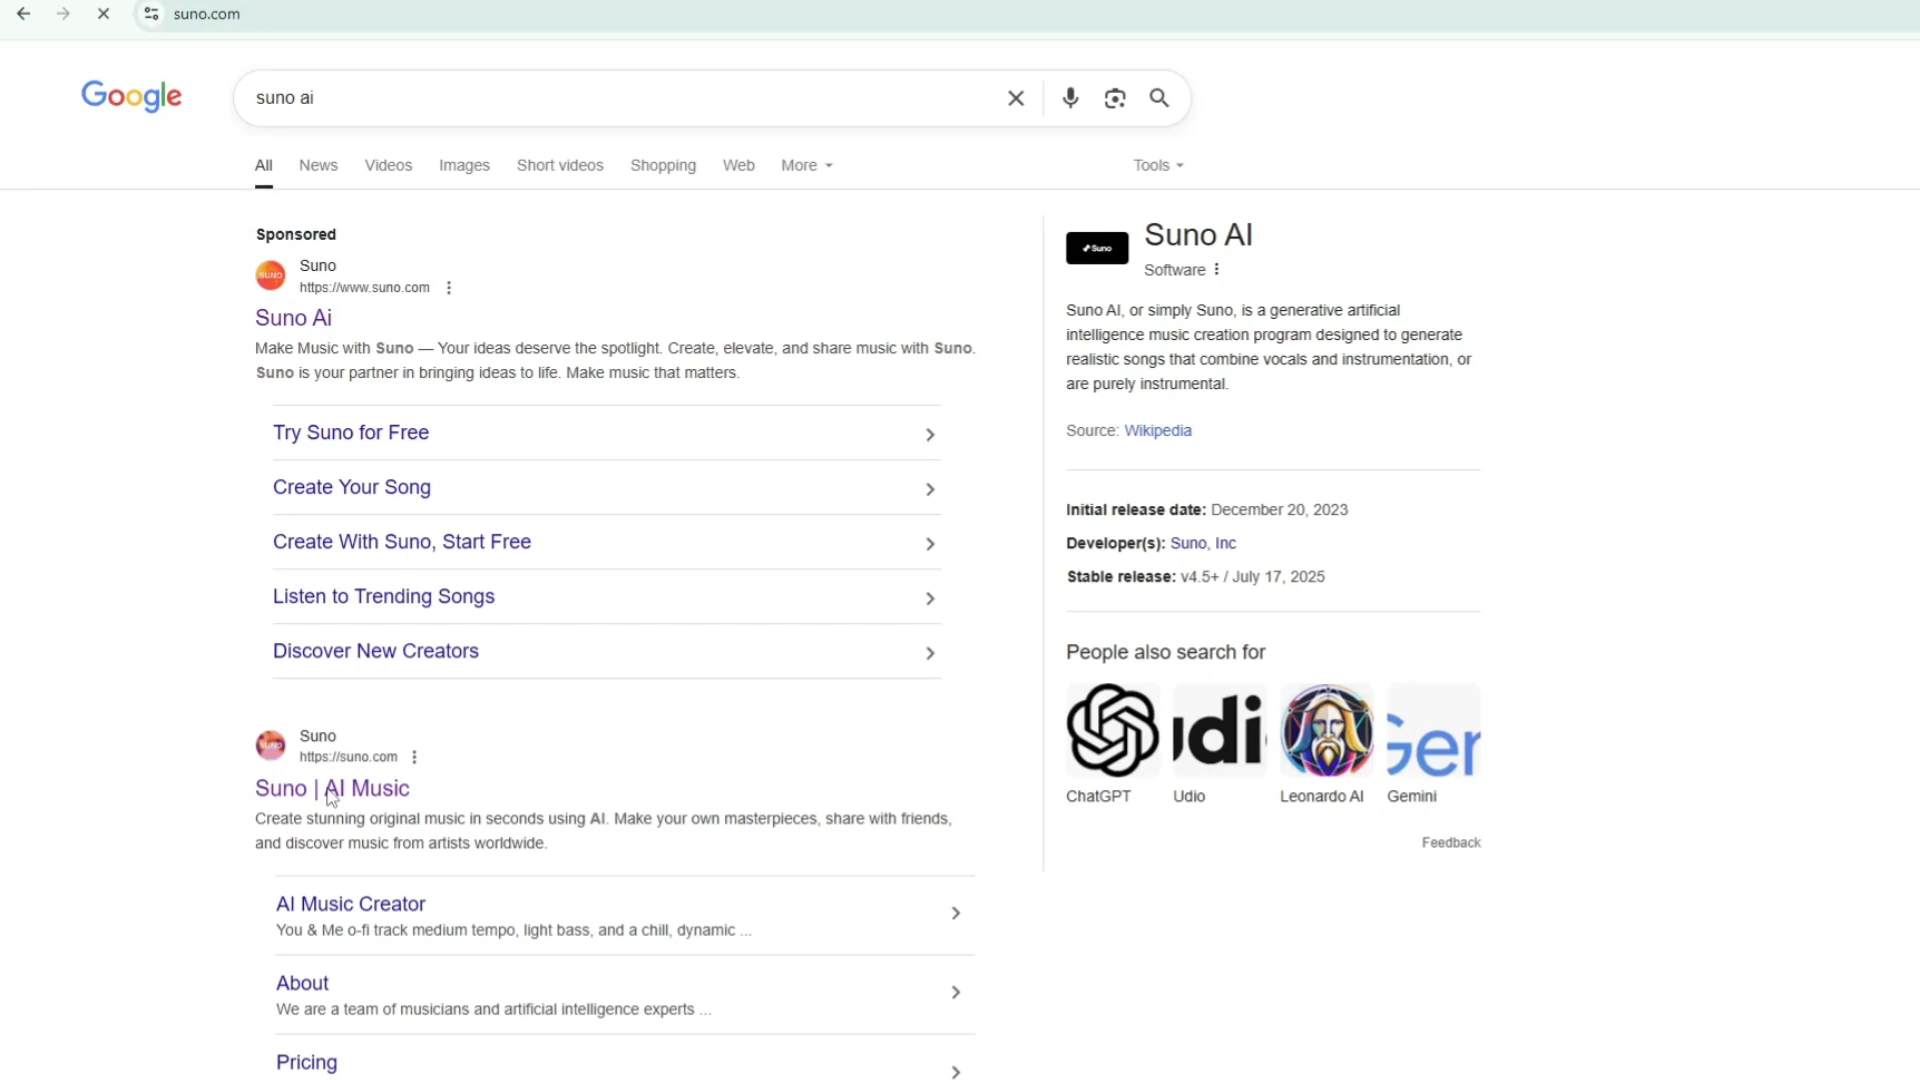 suno.com
Google
suno ai
All
News
Videos
Images
Short videos
Shopping
Web
More
Tools
Sponsored
SUNO
Suno
https://www.suno.com
Suno Ai
Make Music with Suno — Your ideas deserve the spotlight. Create, elevate, and share music with Suno.
Suno is your partner in bringing ideas to life. Make music that matters.
Try Suno for Free
Create Your Song
Create With Suno, Start Free
Listen to Trending Songs
Discover New Creators
SUNO
Suno
https://suno.com
Suno | AI Music
Create stunning original music in seconds using AI. Make your own masterpieces, share with friends,
and discover music from artists worldwide.
AI Music Creator
You & Me o-fi track medium tempo, light bass, and a chill, dynamic ...
About
We are a team of musicians and artificial intelligence experts ...
Pricing
Suno
Suno AI
Software
Suno AI, or simply Suno, is a generative artificial
intelligence music creation program designed to generate
realistic songs that combine vocals and instrumentation, or
are purely instrumental.
Source: Wikipedia
Initial release date: December 20, 2023
Developer(s): Suno, Inc
Stable release: v4.5+ / July 17, 2025
People also search for
udi
Gem
ChatGPT
Udio
Leonardo AI
Gemini
Feedback